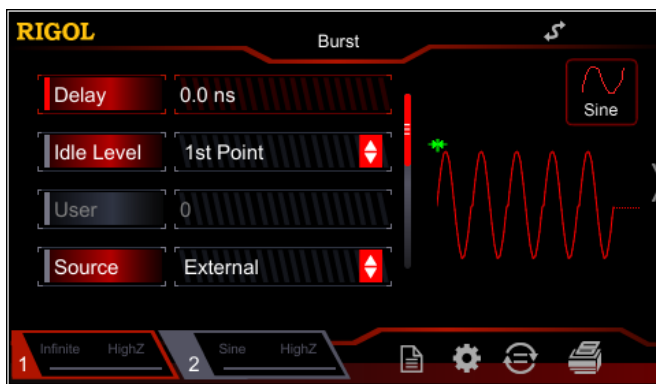 RIGOL
Burst
Delay 0.0 ns
Sine
Idle Level 1st Point
User 0
Source External
1 Infinite HighZ 2 Sine HighZ